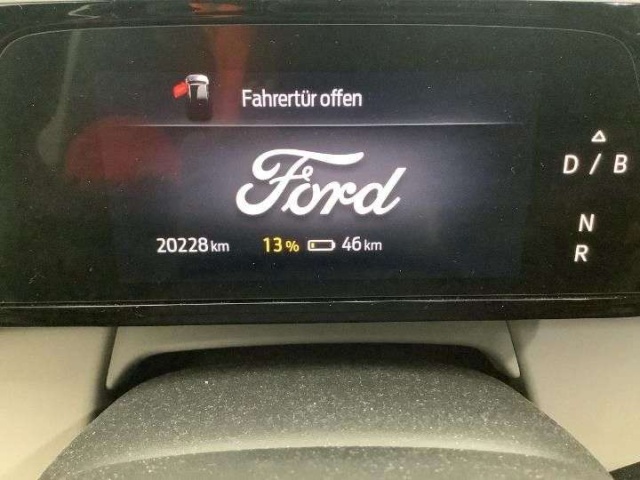 Fahrertür offen
Ford
20228 km 13 % 46 km
D / B
N
R